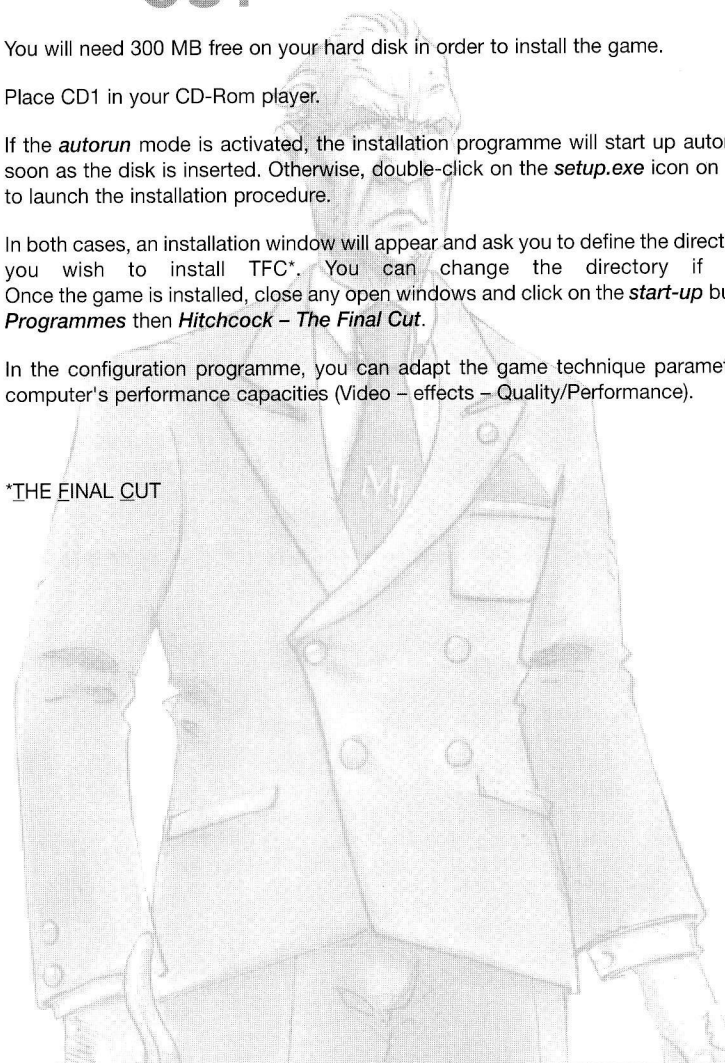 You will need 300 MB free on your hard disk in order to install the game.
Place CD1 in your CD-Rom player.
If the autorun mode is activated, the installation programme will start up
soon as the disk is inserted. Otherwise, double-click on the setup.exe icon on
to launch the installation procedure.
In both cases, an installation window will appear and ask you to define the
you wish to install TFC*. You can change the directory if
Once the game is installed, close any open windows and click on the start-up
Programmes then Hitchcock – The Final Cut.
In the configuration programme, you can adapt the game technique
computer's performance capacities (Video – effects – Quality/Performance).
*THE FINAL CUT